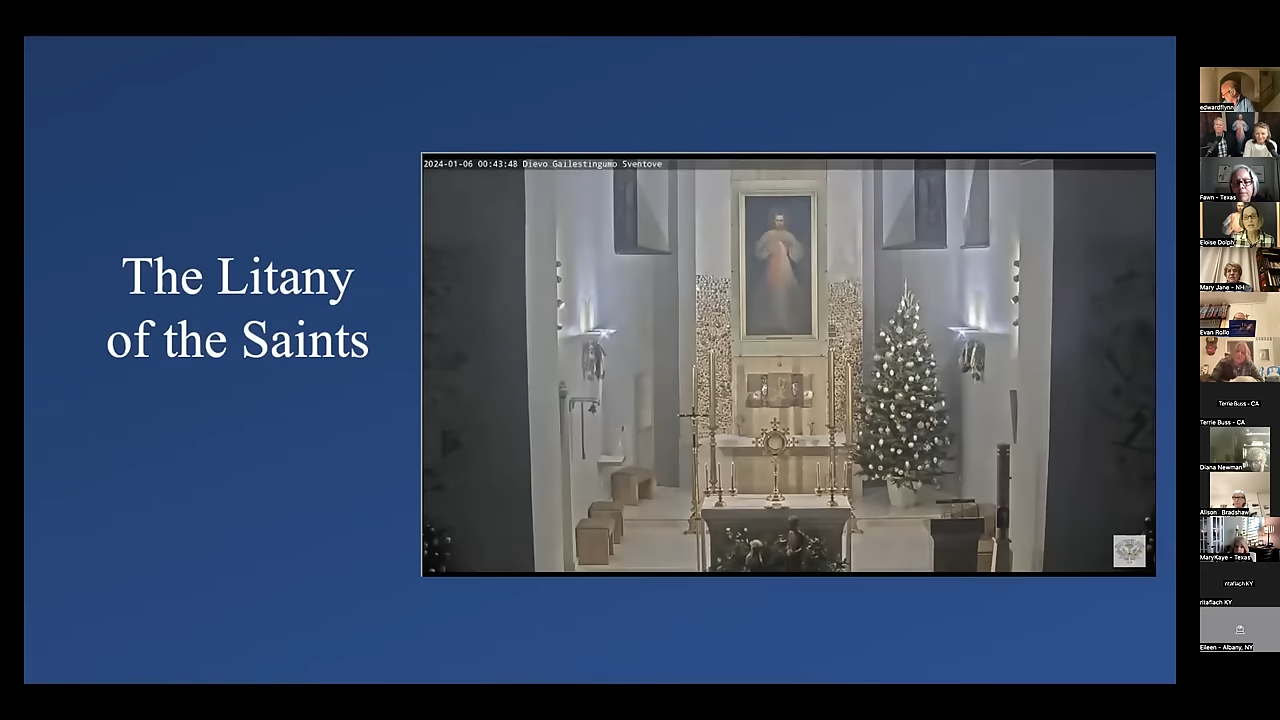 The Litany
of the Saints
2024-01-06 00:43:48 Dievo Gailestingumo Sventove
edwardflynn
Fawn - Texas
Eloise Dolph
Mary Jane - NH
Evan Rollo
Terrie Buss - CA
Terrie Buss - CA
Diana Newman
Alison Bradshaw
MaryKaye - Texas
ritaflach KY
ritaflach KY
Eileen - Albany, NY